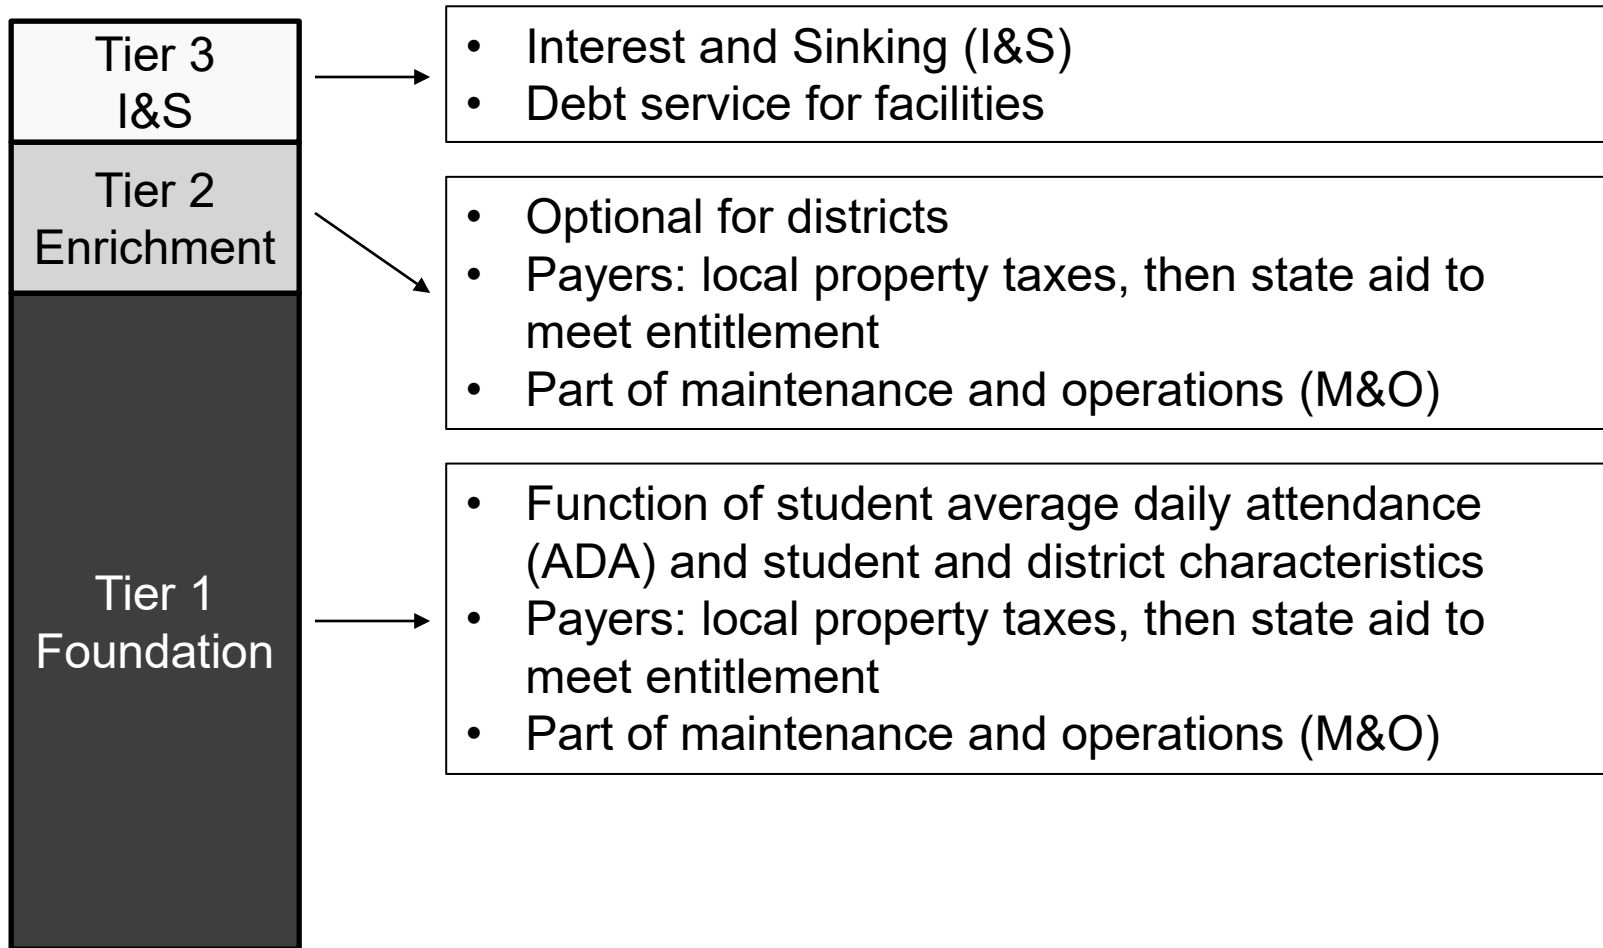 Tier 3
I&S
• Interest and Sinking (I&S)
• Debt service for facilities
Tier 2
Enrichment
• Optional for districts
• Payers: local property taxes, then state aid to
meet entitlement
• Part of maintenance and operations (M&O)
Tier 1
Foundation
• Function of student average daily attendance
(ADA) and student and district characteristics
• Payers: local property taxes, then state aid to
meet entitlement
• Part of maintenance and operations (M&O)